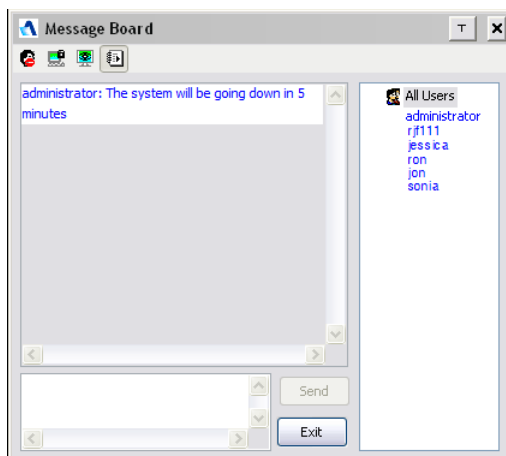 Message Board
administrator: The system will be going down in 5
minutes
All Users
administrator
rjf111
jessica
ron
jon
sonia
Send
Exit